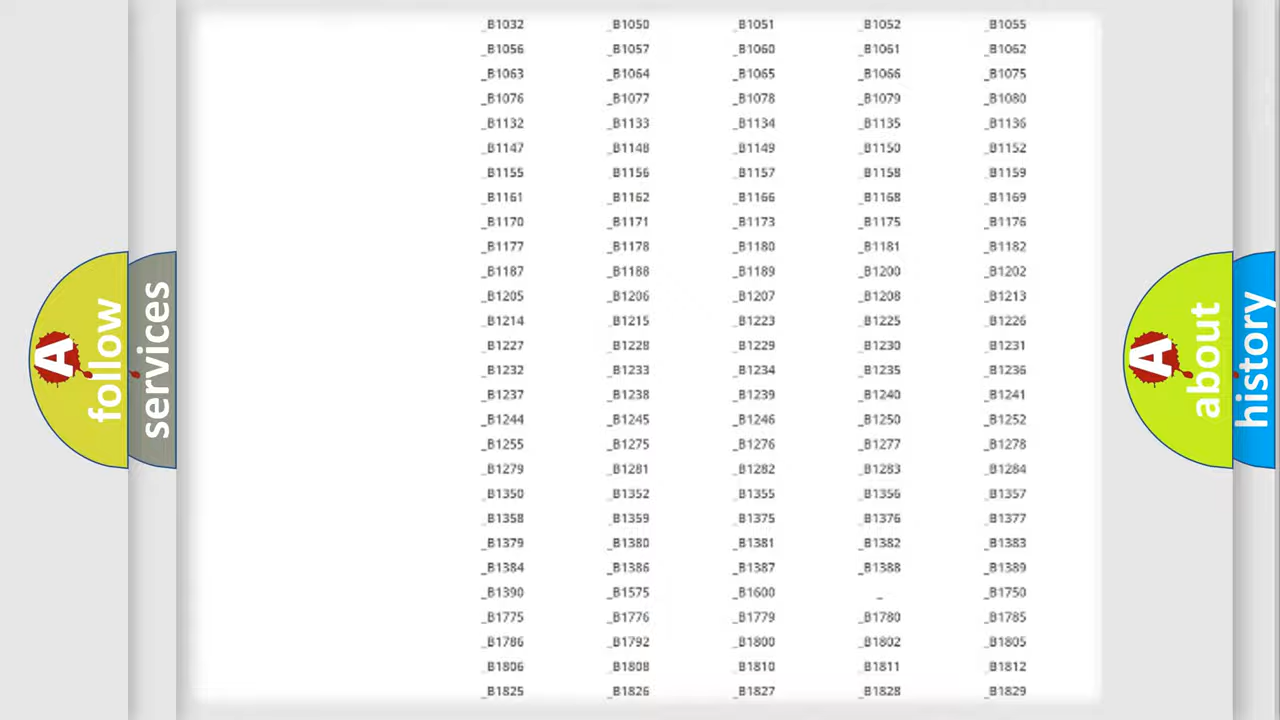 _B1032 _B1050 _B1051 _B1052 _B1055
_B1056 _B1057 _B1060 _B1061 _B1062
_B1063 _B1064 _B1065 _B1066 _B1075
_B1076 _B1077 _B1078 _B1079 _B1080
_B1132 _B1133 _B1134 _B1135 _B1136
_B1147 _B1148 _B1149 _B1150 _B1152
_B1155 _B1156 _B1157 _B1158 _B1159
_B1161 _B1162 _B1166 _B1168 _B1169
_B1170 _B1171 _B1173 _B1175 _B1176
_B1177 _B1178 _B1180 _B1181 _B1182
_B1187 _B1188 _B1189 _B1200 _B1202
_B1205 _B1206 _B1207 _B1208 _B1213
_B1214 _B1215 _B1223 _B1225 _B1226
_B1227 _B1228 _B1229 _B1230 _B1231
_B1232 _B1233 _B1234 _B1235 _B1236
_B1237 _B1238 _B1239 _B1240 _B1241
_B1244 _B1245 _B1246 _B1250 _B1252
_B1255 _B1275 _B1276 _B1277 _B1278
_B1279 _B1281 _B1282 _B1283 _B1284
_B1350 _B1352 _B1355 _B1356 _B1357
_B1358 _B1359 _B1375 _B1376 _B1377
_B1379 _B1380 _B1381 _B1382 _B1383
_B1384 _B1386 _B1387 _B1388 _B1389
_B1390 _B1575 _B1600 _ _B1750
_B1775 _B1776 _B1779 _B1780 _B1785
_B1786 _B1792 _B1800 _B1802 _B1805
_B1806 _B1808 _B1810 _B1811 _B1812
_B1825 _B1826 _B1827 _B1828 _B1829
A follow
services
A about
history